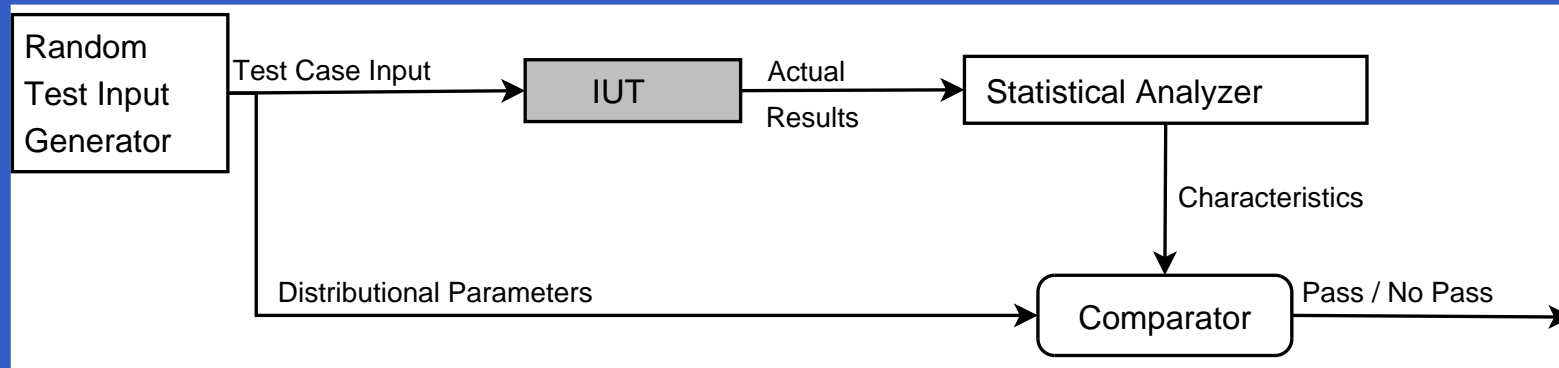 Random
Test Input
Generator
Test Case Input
IUT
Actual
Results
Statistical Analyzer
Characteristics
Distributional Parameters
Comparator
Pass / No Pass